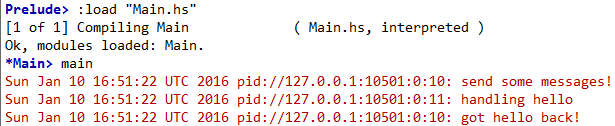 Prelude> :load "Main.hs"
[1 of 1] Compiling Main             ( Main.hs, interpreted )
Ok, modules loaded: Main.
*Main> main
Sun Jan 10 16:51:22 UTC 2016 pid://127.0.0.1:10501:0:10: send some messages!
Sun Jan 10 16:51:22 UTC 2016 pid://127.0.0.1:10501:0:11: handling hello
Sun Jan 10 16:51:22 UTC 2016 pid://127.0.0.1:10501:0:10: got hello back!